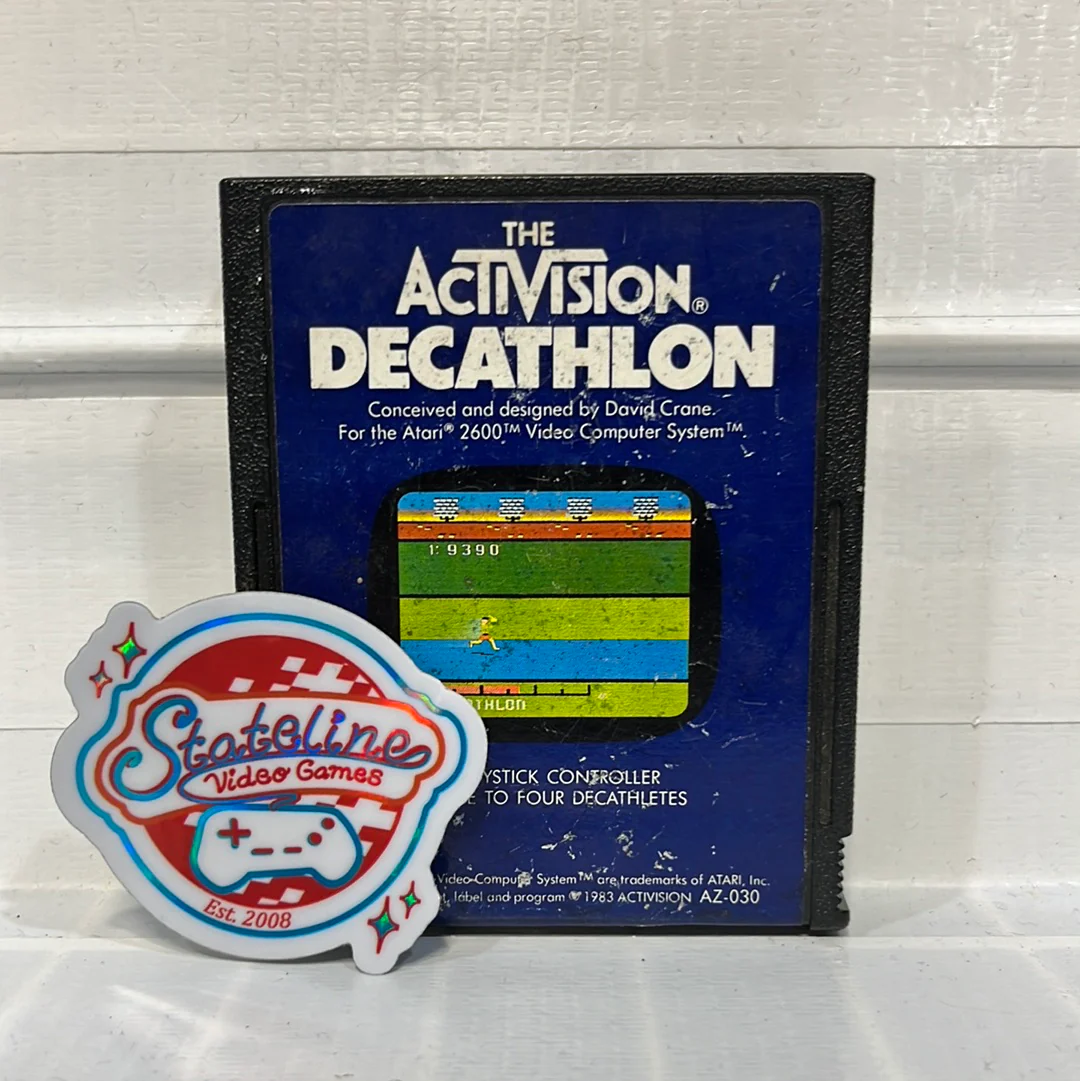 THE
ACTIVISION®
DECATHLON
Conceived and designed by David Crane.
For the Atari® 2600™ Video Computer System™.
1: 9390
THLON
YSTICK CONTROLLER
E TO FOUR DECATHLETES
Video Computer System™ are trademarks of ATARI, Inc.
label and program © 1983 ACTIVISION AZ-030
Stateline
Video Games
Est. 2008